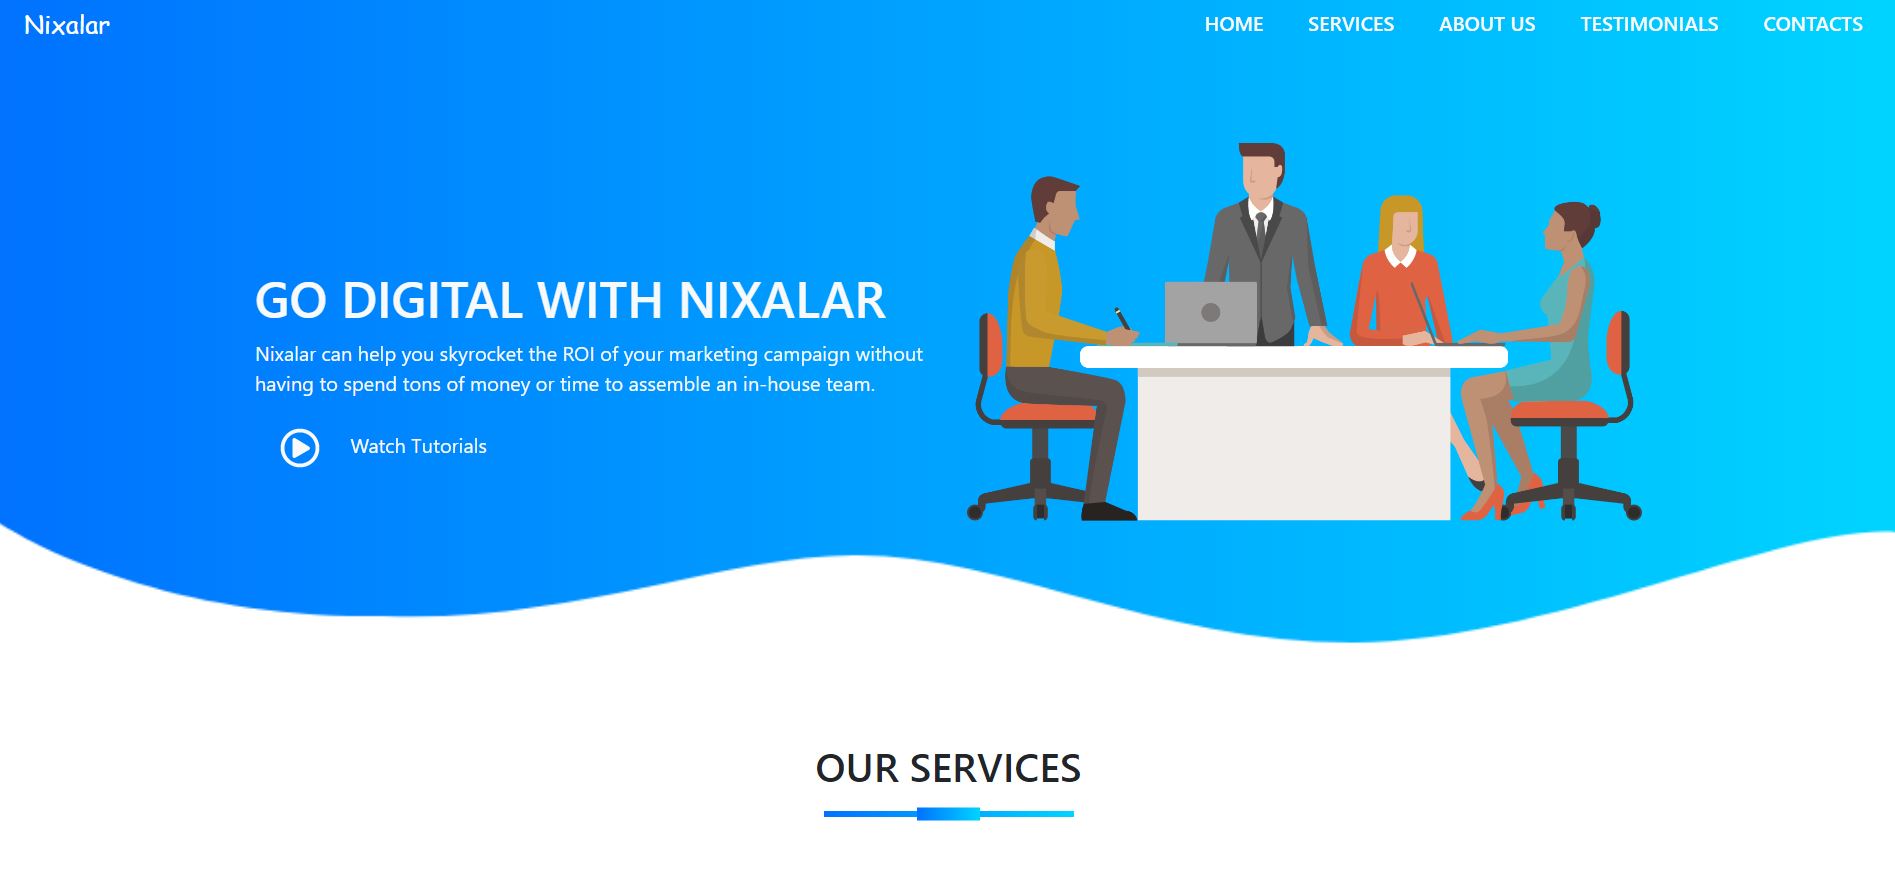 Nixalar
HOME SERVICES ABOUT US TESTIMONIALS CONTACTS
GO DIGITAL WITH NIXALAR
Nixalar can help you skyrocket the ROI of your marketing campaign without
having to spend tons of money or time to assemble an in-house team.
Watch Tutorials
OUR SERVICES